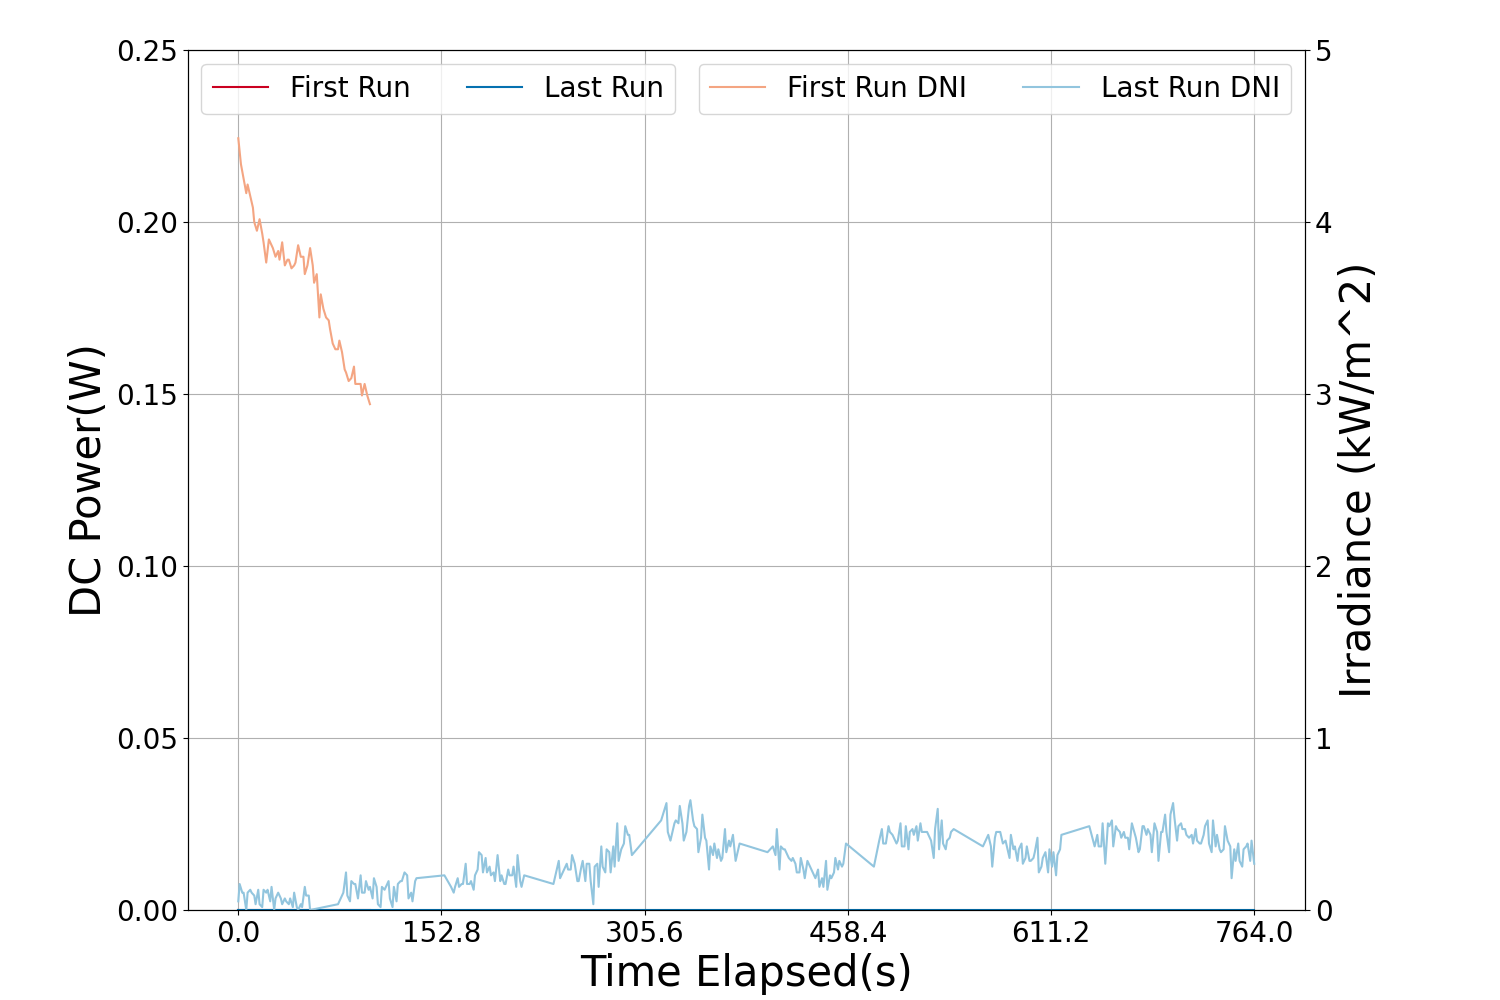 First Run
Last Run
First Run DNI
Last Run DNI
DC Power(W)
0.25
0.20
0.15
0.10
0.05
0.00
5
4
3
2
1
0
Irradiance (kW/m^2)
0.0
152.8
305.6
458.4
611.2
764.0
Time Elapsed(s)